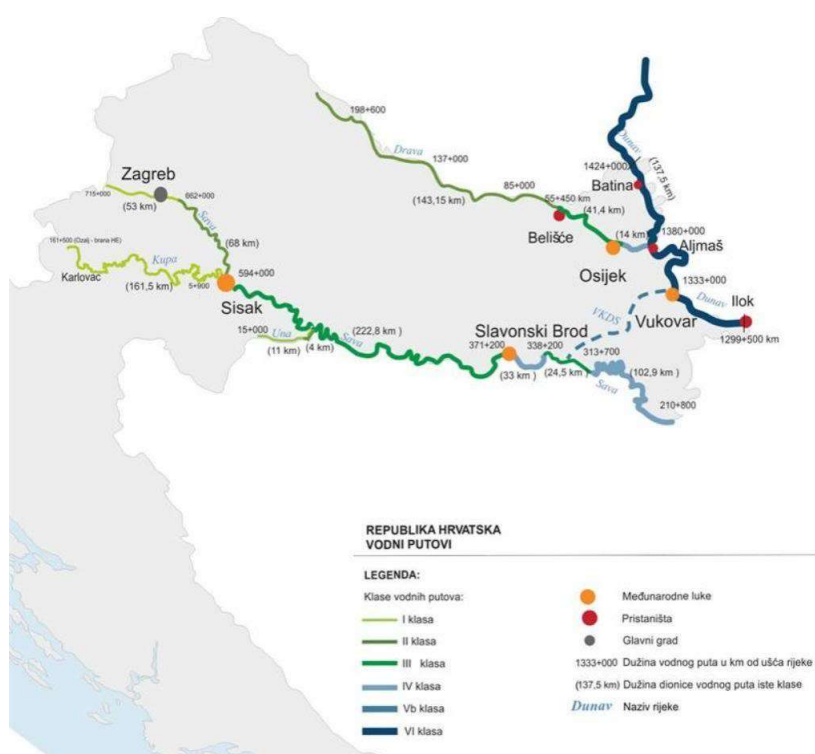 198+600
Drava
137+000
(143,15 km)
85+000
55+450 km
(41,4 km)
Belišće
(14 km)
Osijek
Dunav
1424+000
(137,5 km)
Batina
1380+000
Aljmaš
1333+000
Dunav
Ilok
1299+500 km
Vukovar
VKDS
Zagreb
715+000
(53 km)
662+000
Sava
(68 km)
161+500 (Ozalj - brana HE)
Karlovac
Kupa
(161,5 km)
5+900
594+000
Sisak
15+000
Una
(11 km)
(4 km)
Sava
(222,8 km )
Slavonski Brod
371+200
338+200
(33 km )
(24,5 km )
313+700
Sava
(102,9 km )
210+800
REPUBLIKA HRVATSKA
VODNI PUTOVI
LEGENDA:
Klase vodnih putova:
I klasa
II klasa
III klasa
IV klasa
Vb klasa
VI klasa
Međunarodne luke
Pristaništa
Glavni grad
1333+000 Dužina vodnog puta u km od ušća rijeke
(137,5 km) Dužina dionice vodnog puta iste klase
Dunav Naziv rijeke